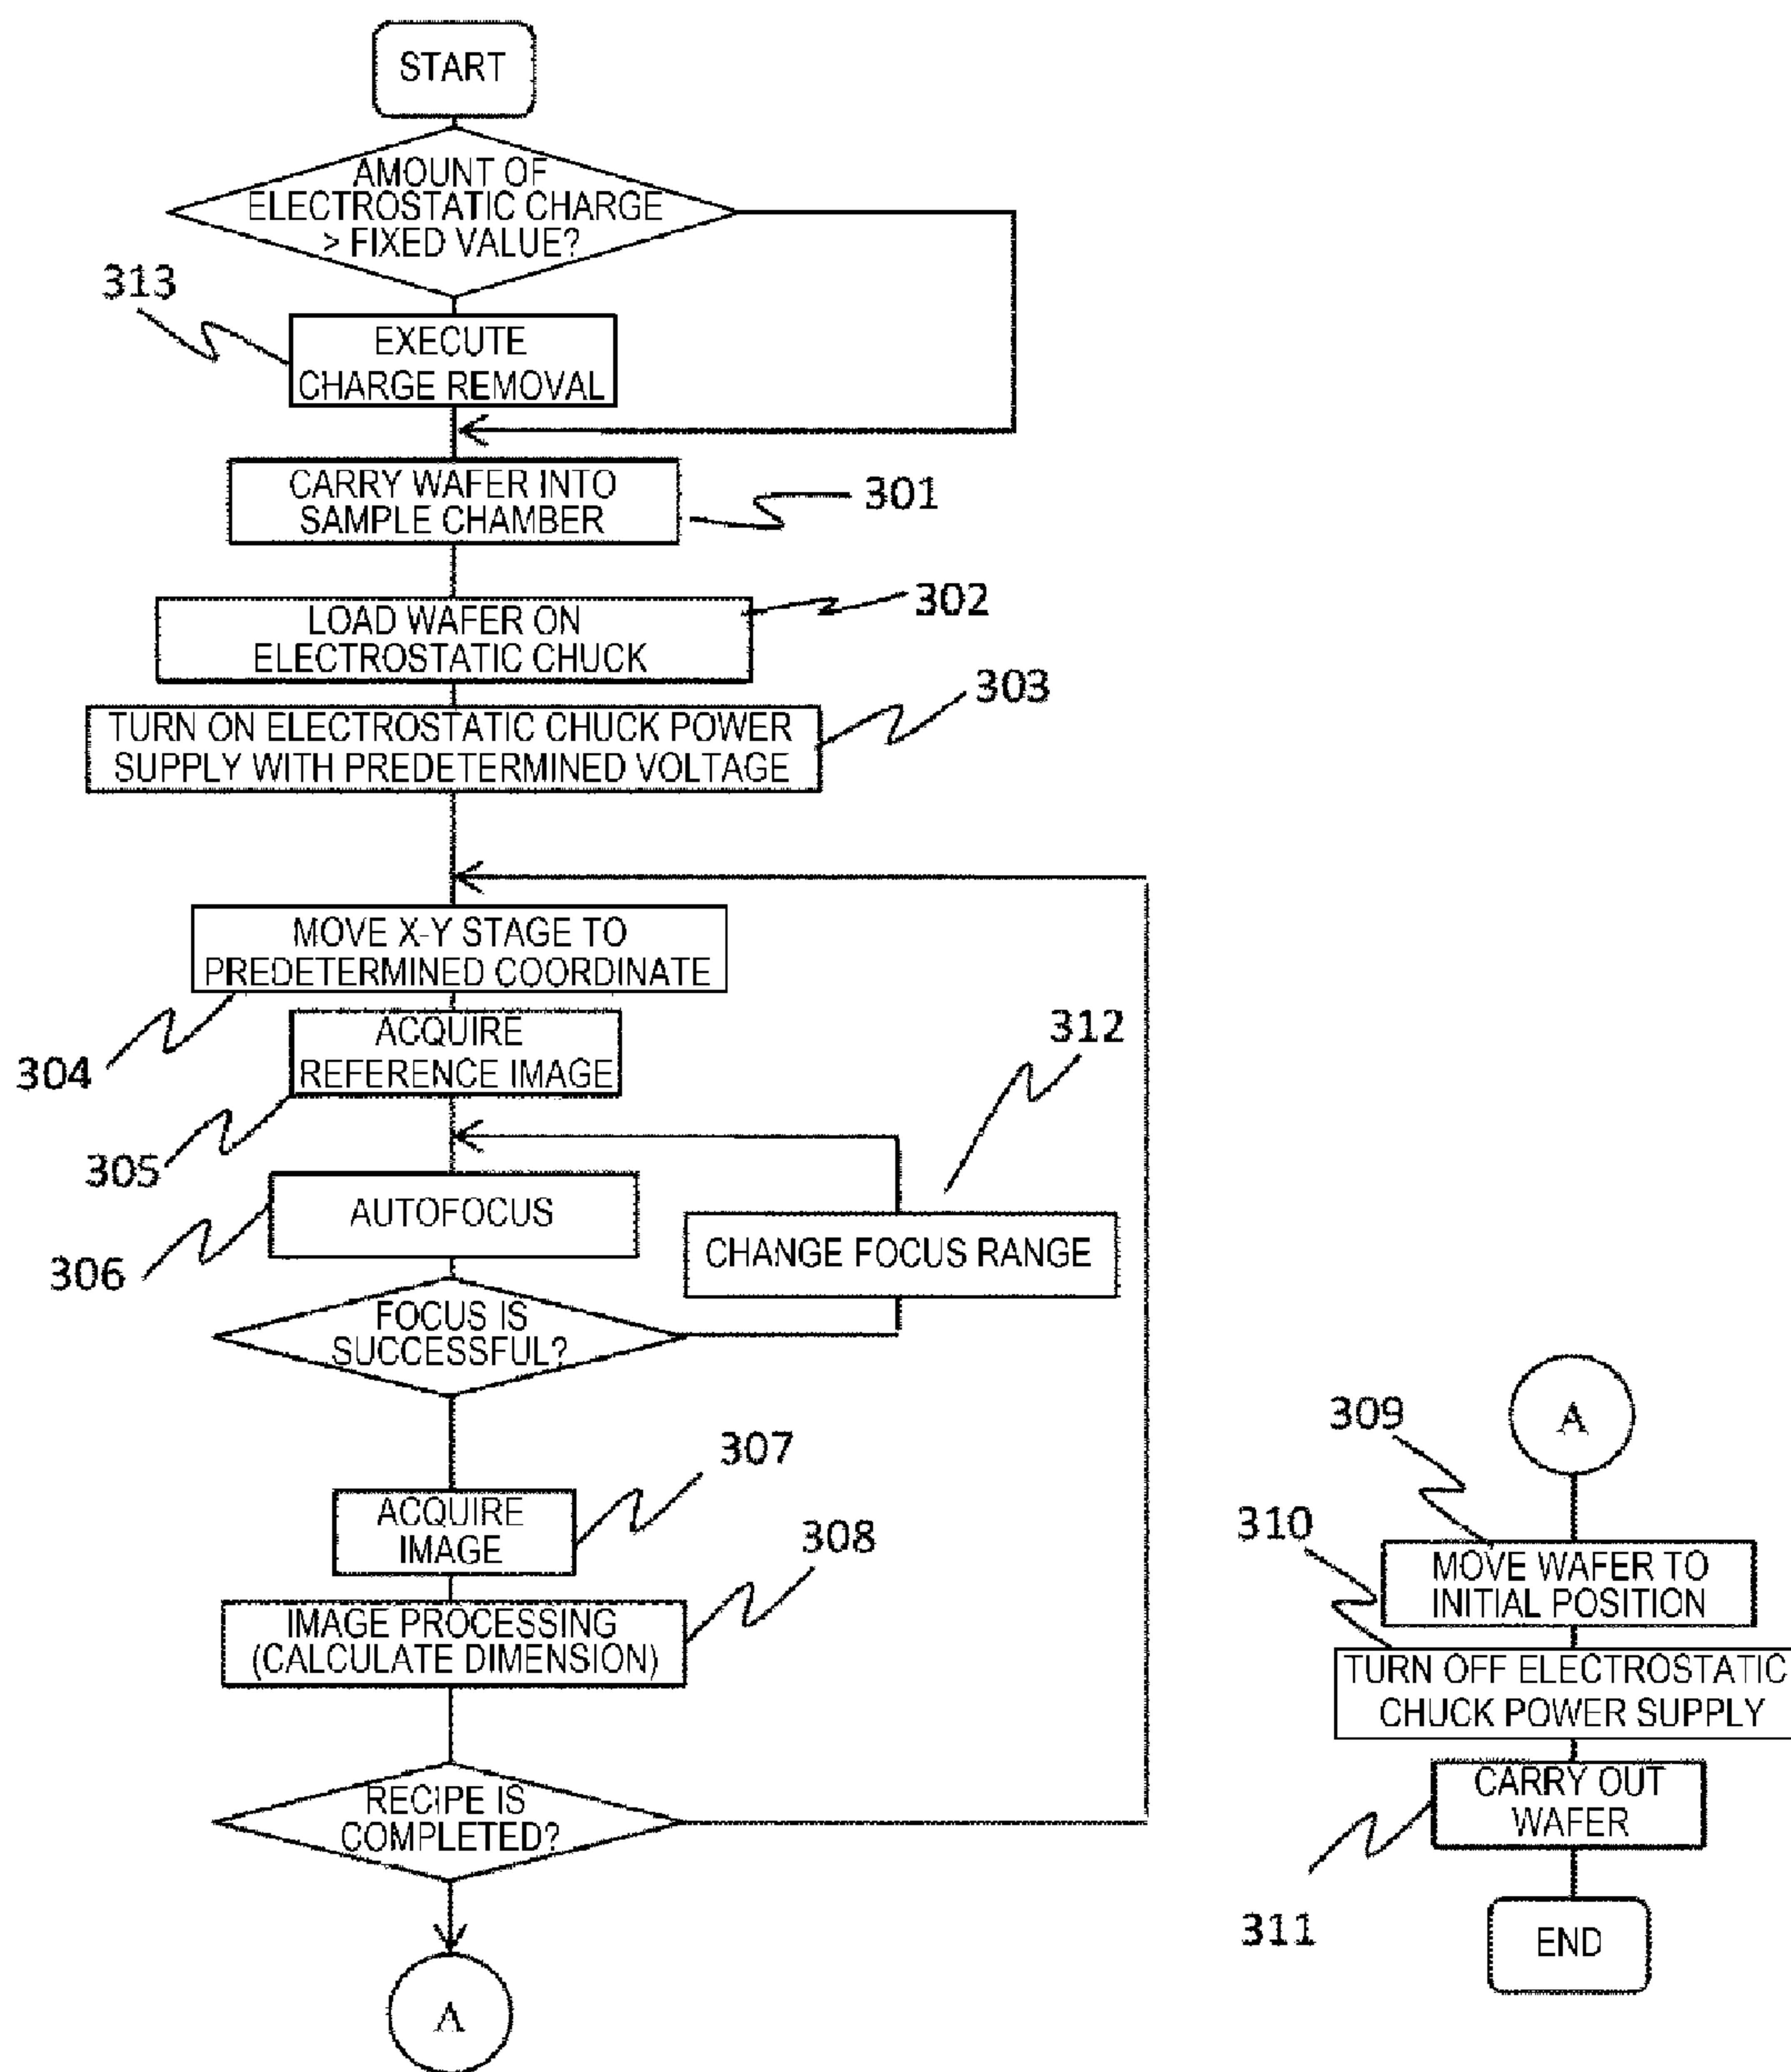 START
AMOUNT OF
ELECTROSTATIC CHARGE
> FIXED VALUE?
313
EXECUTE
CHARGE REMOVAL
CARRY WAFER INTO
SAMPLE CHAMBER
301
LOAD WAFER ON
ELECTROSTATIC CHUCK
302
TURN ON ELECTROSTATIC CHUCK POWER
SUPPLY WITH PREDETERMINED VOLTAGE
303
MOVE X-Y STAGE TO
PREDETERMINED COORDINATE
304
ACQUIRE
REFERENCE IMAGE
305
312
AUTOFOCUS
306
CHANGE FOCUS RANGE
FOCUS IS
SUCCESSFUL?
307
ACQUIRE
IMAGE
308
IMAGE PROCESSING
(CALCULATE DIMENSION)
RECIPE IS
COMPLETED?
A
A
309
MOVE WAFER TO
INITIAL POSITION
310
TURN OFF ELECTROSTATIC
CHUCK POWER SUPPLY
CARRY OUT
WAFER
311
END